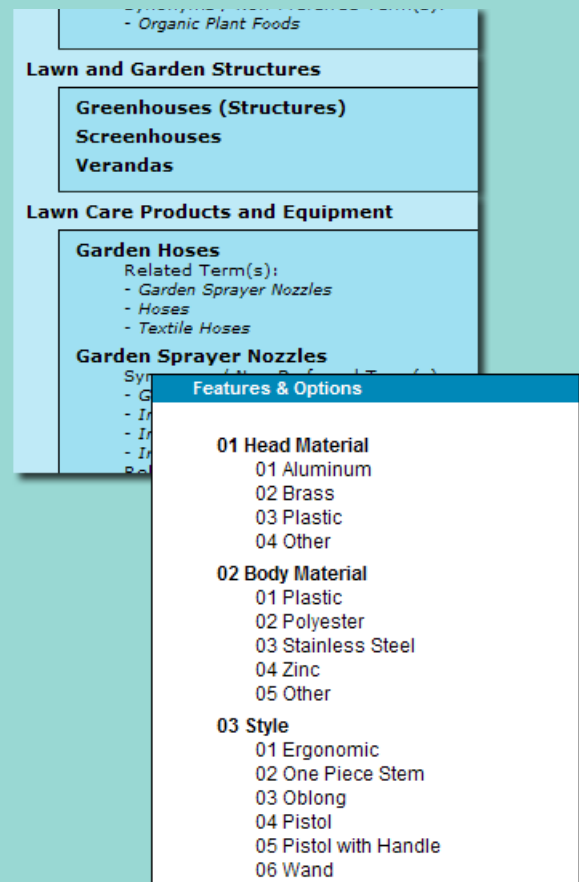 - Organic Plant Foods
Lawn and Garden Structures
Greenhouses (Structures)
Screenhouses
Verandas
Lawn Care Products and Equipment
Garden Hoses
Related Term(s):
- Garden Sprayer Nozzles
- Hoses
- Textile Hoses
Garden Sprayer Nozzles
Features & Options
01 Head Material
01 Aluminum
02 Brass
03 Plastic
04 Other
02 Body Material
01 Plastic
02 Polyester
03 Stainless Steel
04 Zinc
05 Other
03 Style
01 Ergonomic
02 One Piece Stem
03 Oblong
04 Pistol
05 Pistol with Handle
06 Wand